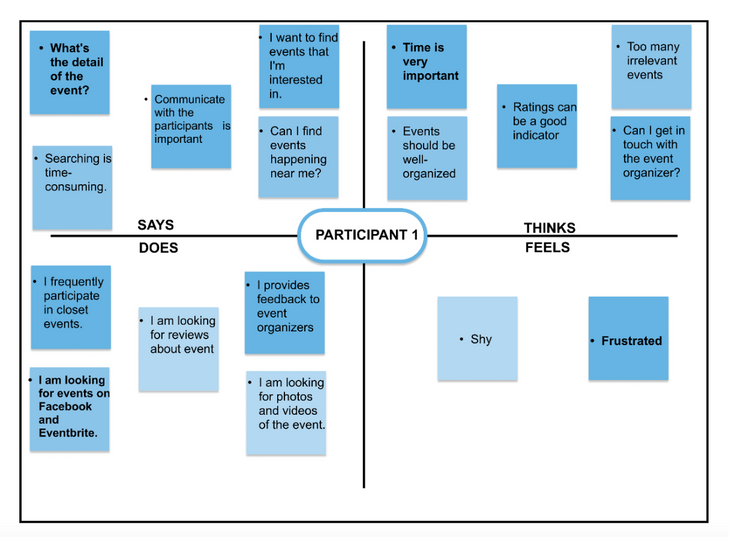 • What's
the detail
of the
event?
• Communicate
with the
participants is
important
• I want to find
events that
I'm
interested
in.
• Can I find
events
happening
near me?
• Searching is
time-
consuming.
SAYS
• Time is
very
important
• Events
should be
well-
organized
• Ratings can
be a good
indicator
• Too many
irrelevant
events
• Can I get in
touch with
the event
organizer?
THINKS
PARTICIPANT 1
DOES
• I frequently
participate
in closet
events.
• I am looking
for events on
Facebook
and
Eventbrite.
• I am looking
for reviews
about event
• I provides
feedback to
event
organizers
• I am looking
for photos
and videos
of the event.
FEELS
• Shy
• Frustrated